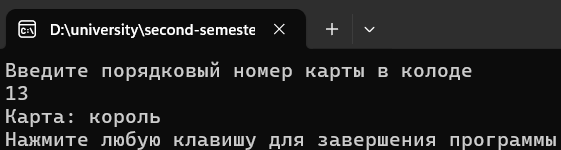 D:\university\second-semeste
Введите порядковый номер карты в колоде
13
Карта: король
Нажмите любую клавишу для завершения программы